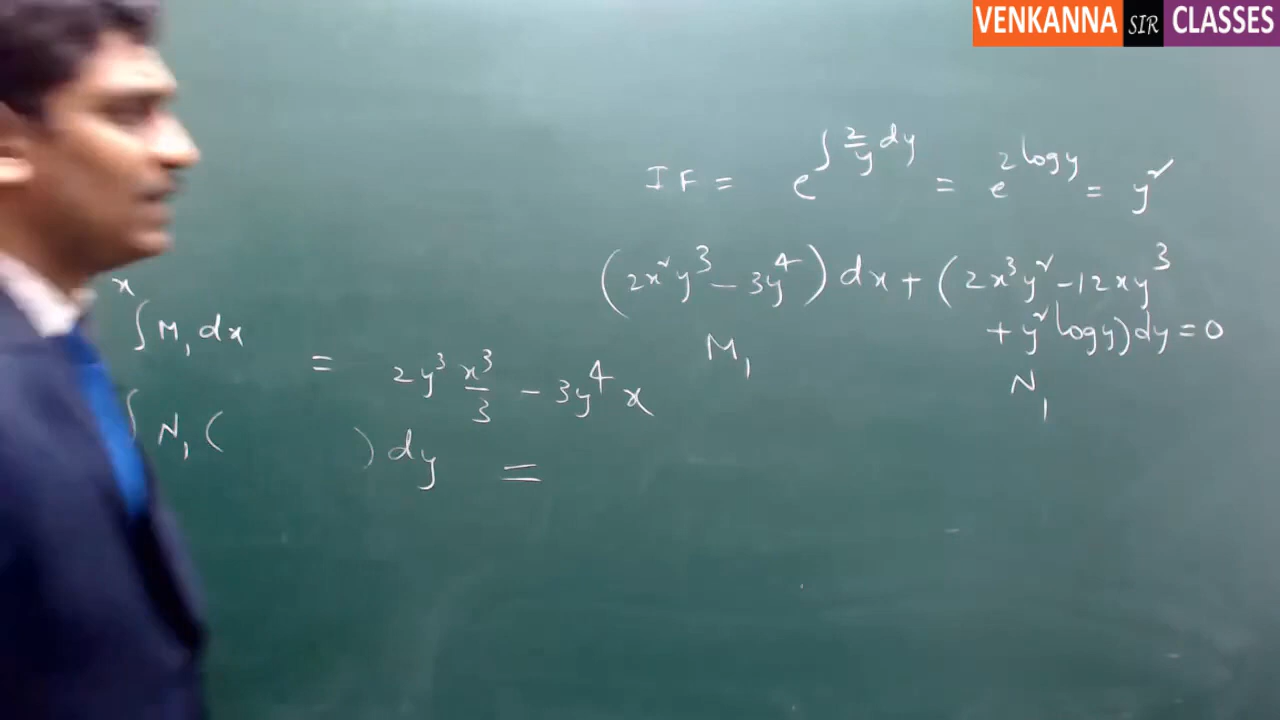 VENKANNA SIR CLASSES
IF = e^{∫ 2/y dy} = e^{2 log y} = y²
(2x²y³ − 3y⁴) dx + (2x³y² − 12xy³
+ y² log y) dy = 0
M₁ N₁
∫^x M₁ dx = 2y³ x³/3 − 3y⁴ x
∫ N₁ ( ) dy =